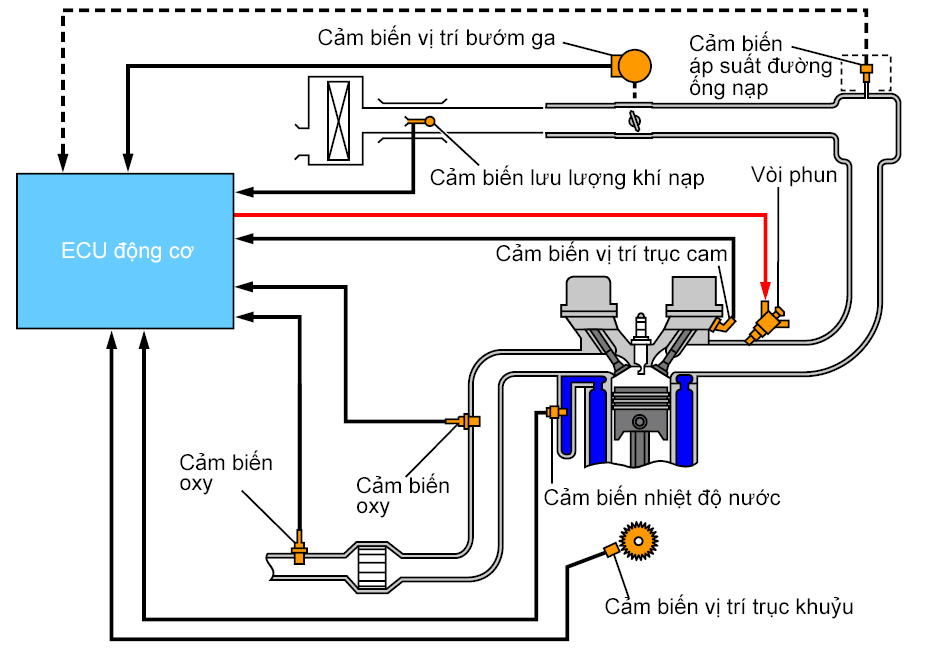 Cảm biến vị trí bướm ga
Cảm biến
áp suất đường
ống nạp
Cảm biến lưu lượng khí nạp
Vòi phun
ECU động cơ
Cảm biến vị trí trục cam
Cảm biến
oxy
Cảm biến
oxy
Cảm biến nhiệt độ nước
Cảm biến vị trí trục khuỷu